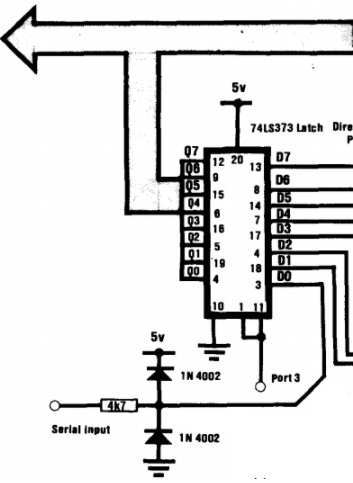 5v
74LS373 Latch Dire
P
Q7
12
20
13
D7
Q6
9
8
D6
Q5
15
14
D5
Q4
6
7
D4
Q3
16
17
D3
Q2
5
4
D2
Q1
19
18
D1
Q0
4
3
D0
10
1
11
5v
1N 4002
Port 3
4k7
Serial input
1N 4002